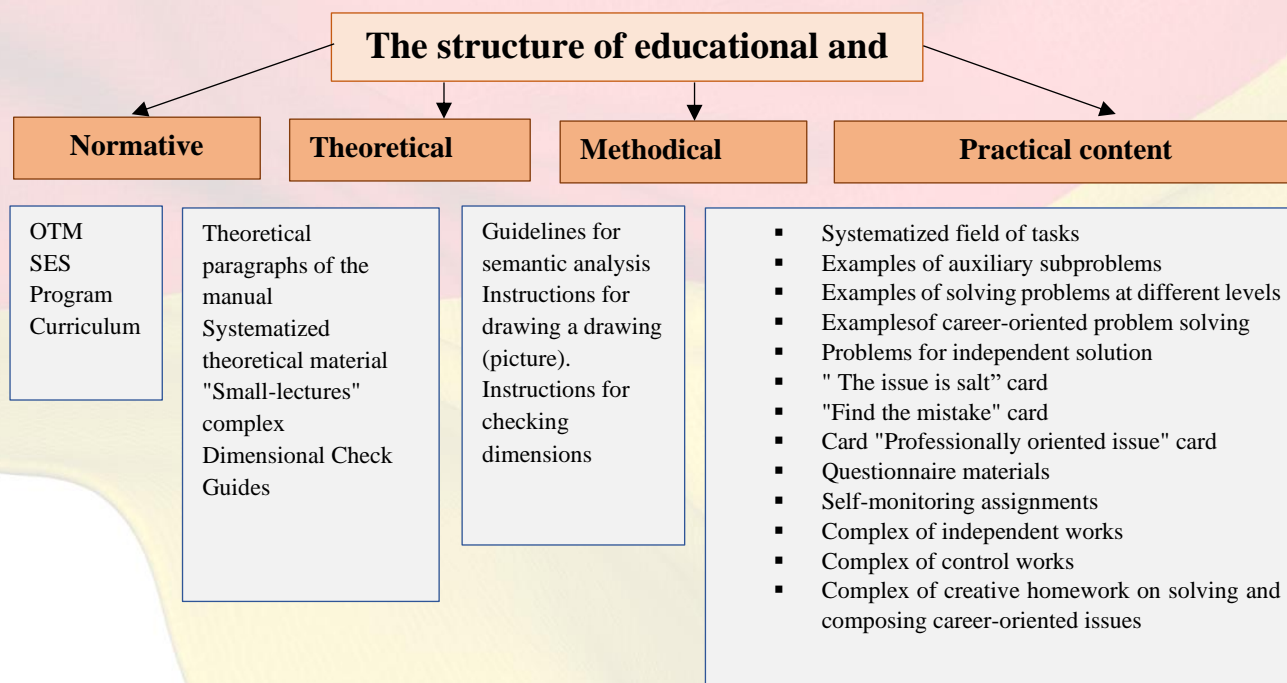 The structure of educational and
Normative
Theoretical
Methodical
Practical content
OTM
SES
Program
Curriculum
Theoretical
paragraphs of the
manual
Systematized
theoretical material
"Small-lectures"
complex
Dimensional Check
Guides
Guidelines for
semantic analysis
Instructions for
drawing a drawing
(picture).
Instructions for
checking
dimensions
▪ Systematized field of tasks
▪ Examples of auxiliary subproblems
▪ Examples of solving problems at different levels
▪ Examplesof career-oriented problem solving
▪ Problems for independent solution
▪ " The issue is salt” card
▪ "Find the mistake" card
▪ Card "Professionally oriented issue" card
▪ Questionnaire materials
▪ Self-monitoring assignments
▪ Complex of independent works
▪ Complex of control works
▪ Complex of creative homework on solving and
composing career-oriented issues